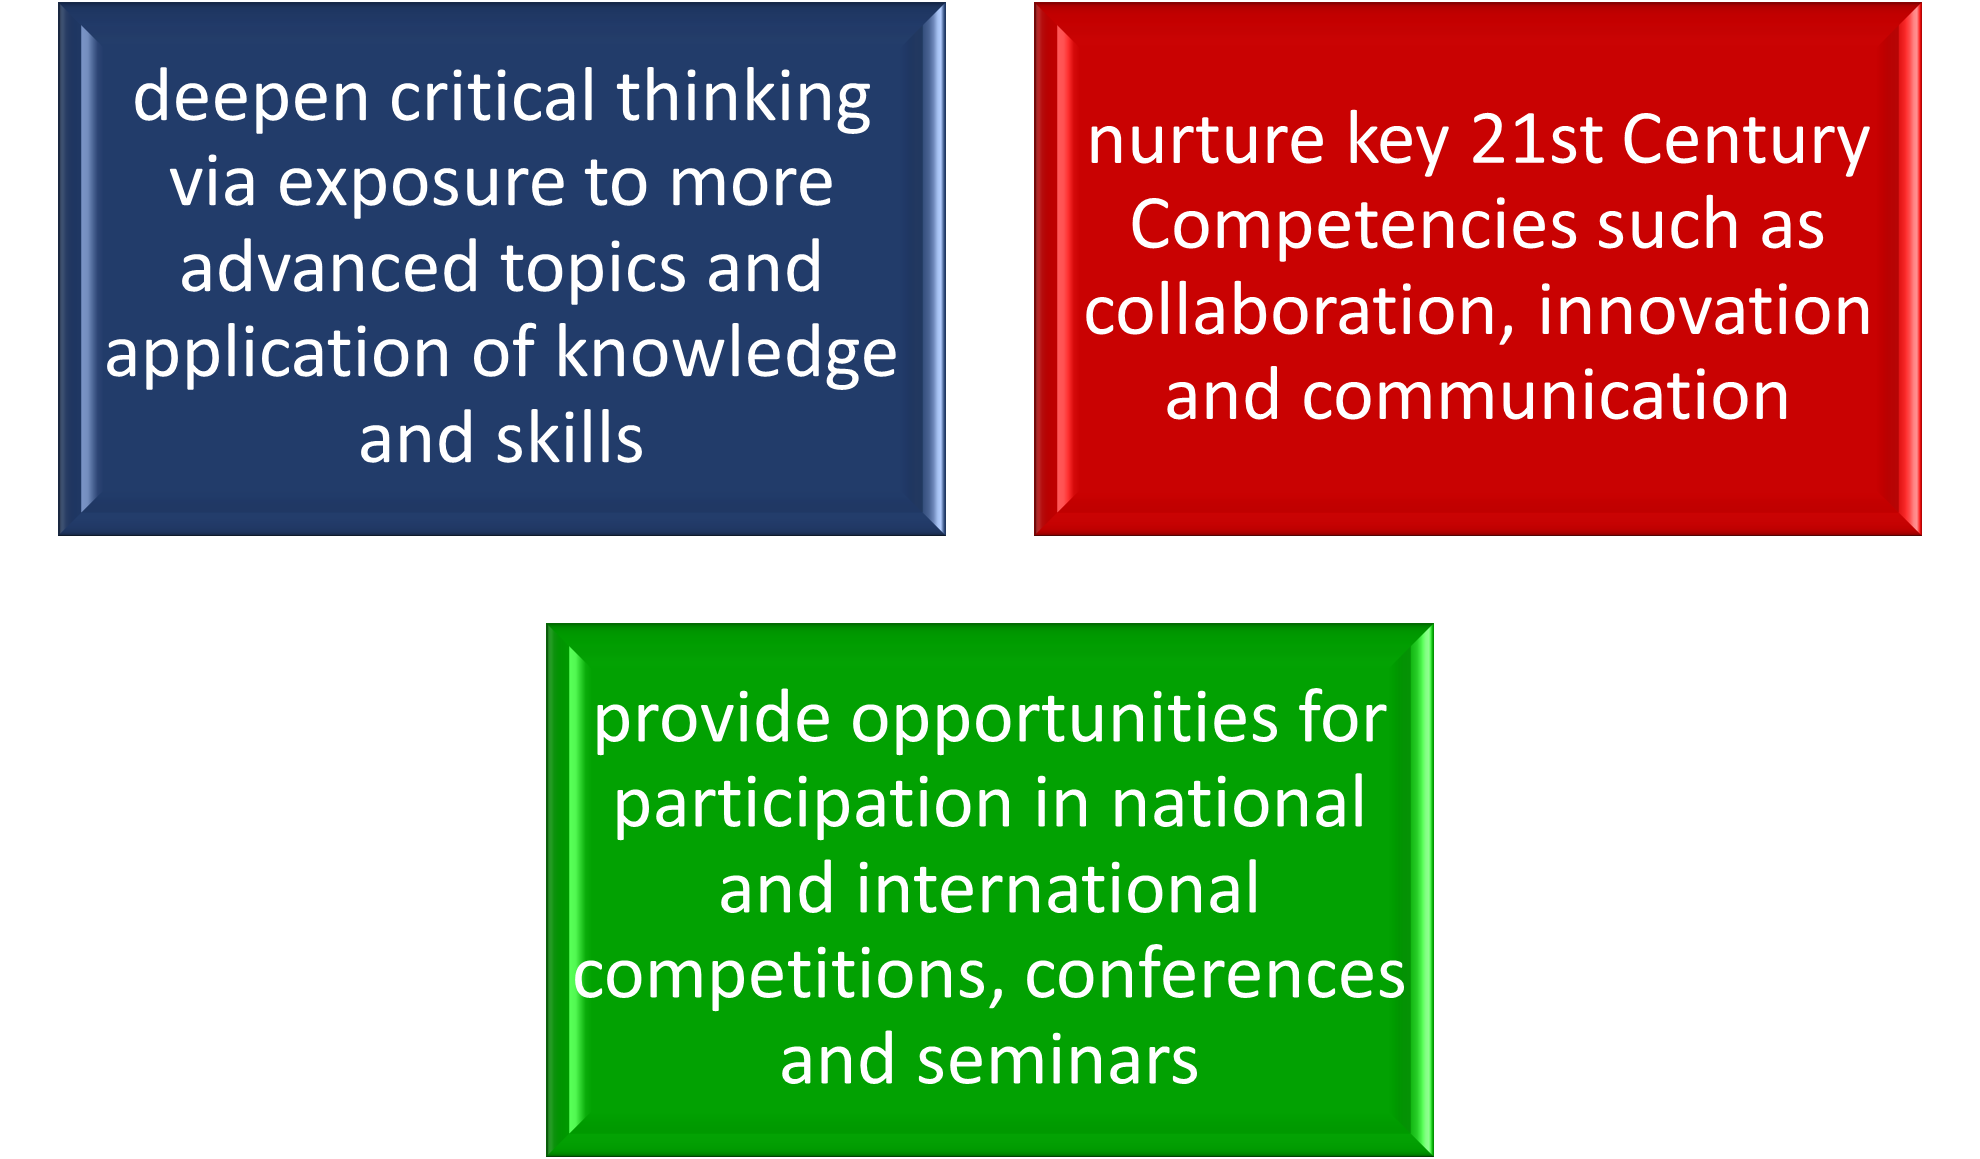 deepen critical thinking
via exposure to more
advanced topics and
application of knowledge
and skills
nurture key 21st Century
Competencies such as
collaboration, innovation
and communication
provide opportunities for
participation in national
and international
competitions, conferences
and seminars